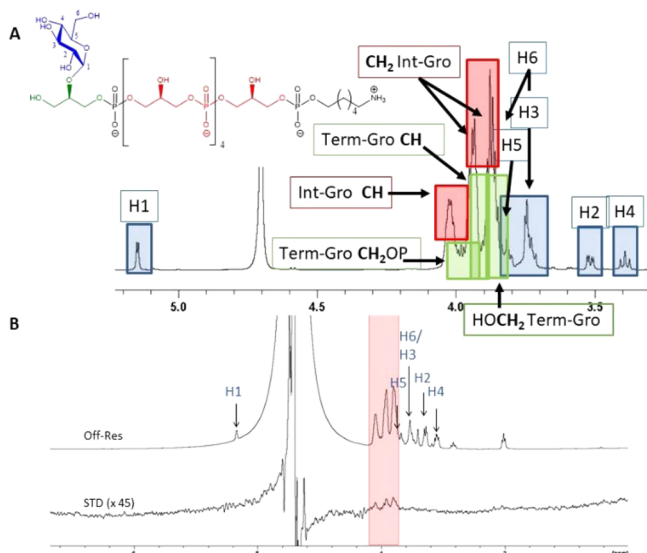 A
HO
OH
6
4
HO
HO
5
3
2
HO
1
O
O
HO
O
P
O
O
⊖
OH
O
O
P
O
O
⊖
4
OH
O
O
P
O
O
⊖
4
NH3
⊕
CH2 Int-Gro
H6
H3
Term-Gro CH
H5
H1
Int-Gro CH
H2
H4
Term-Gro CH2OP
5.0 4.5 4.0 3.5
HOCH2 Term-Gro
B
H6/
H3
H1
H5 H2
H4
Off-Res
STD (x 45)